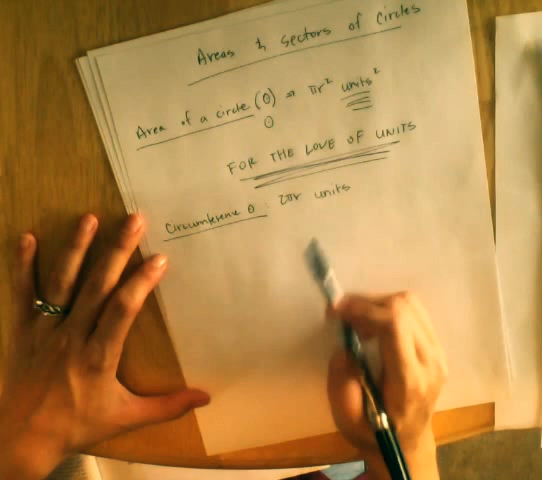 Areas & Sectors of Circles
Area of a circle (θ) ⇒ πr² units²
θ
FOR THE LOVE OF UNITS
Circumference θ : 2πr units